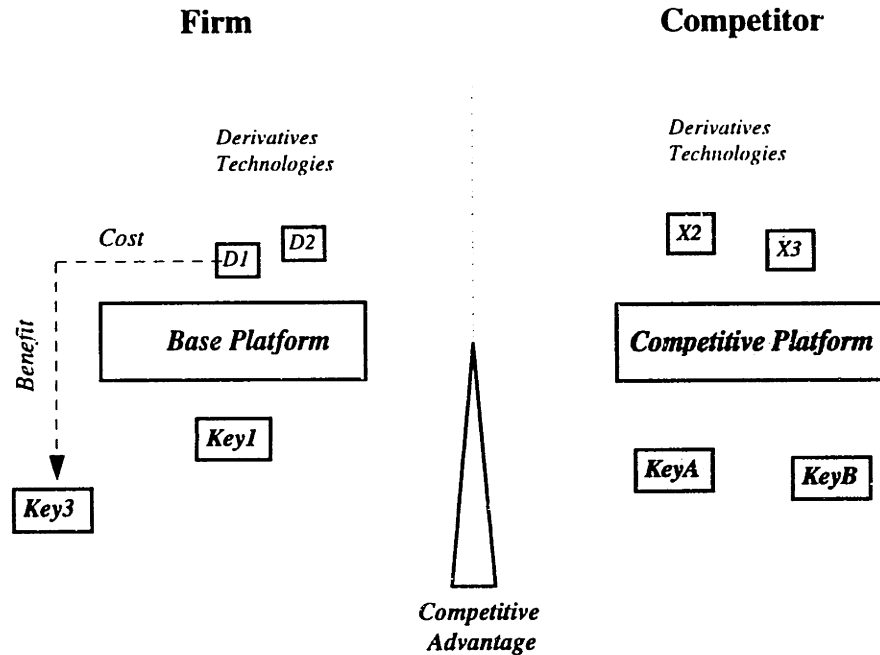 Firm
Competitor
Derivatives
Technologies
Derivatives
Technologies
Cost
D1
D2
X2
X3
Benefit
Base Platform
Competitive Platform
Key1
KeyA
KeyB
Key3
Competitive
Advantage